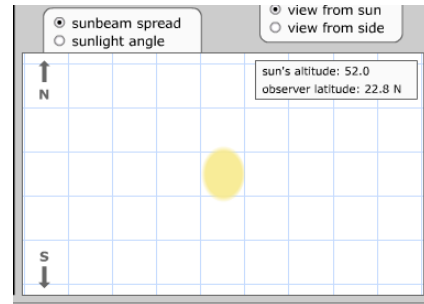 sunbeam spread
sunlight angle
view from sun
view from side
sun's altitude: 52.0
observer latitude: 22.8 N
N
S